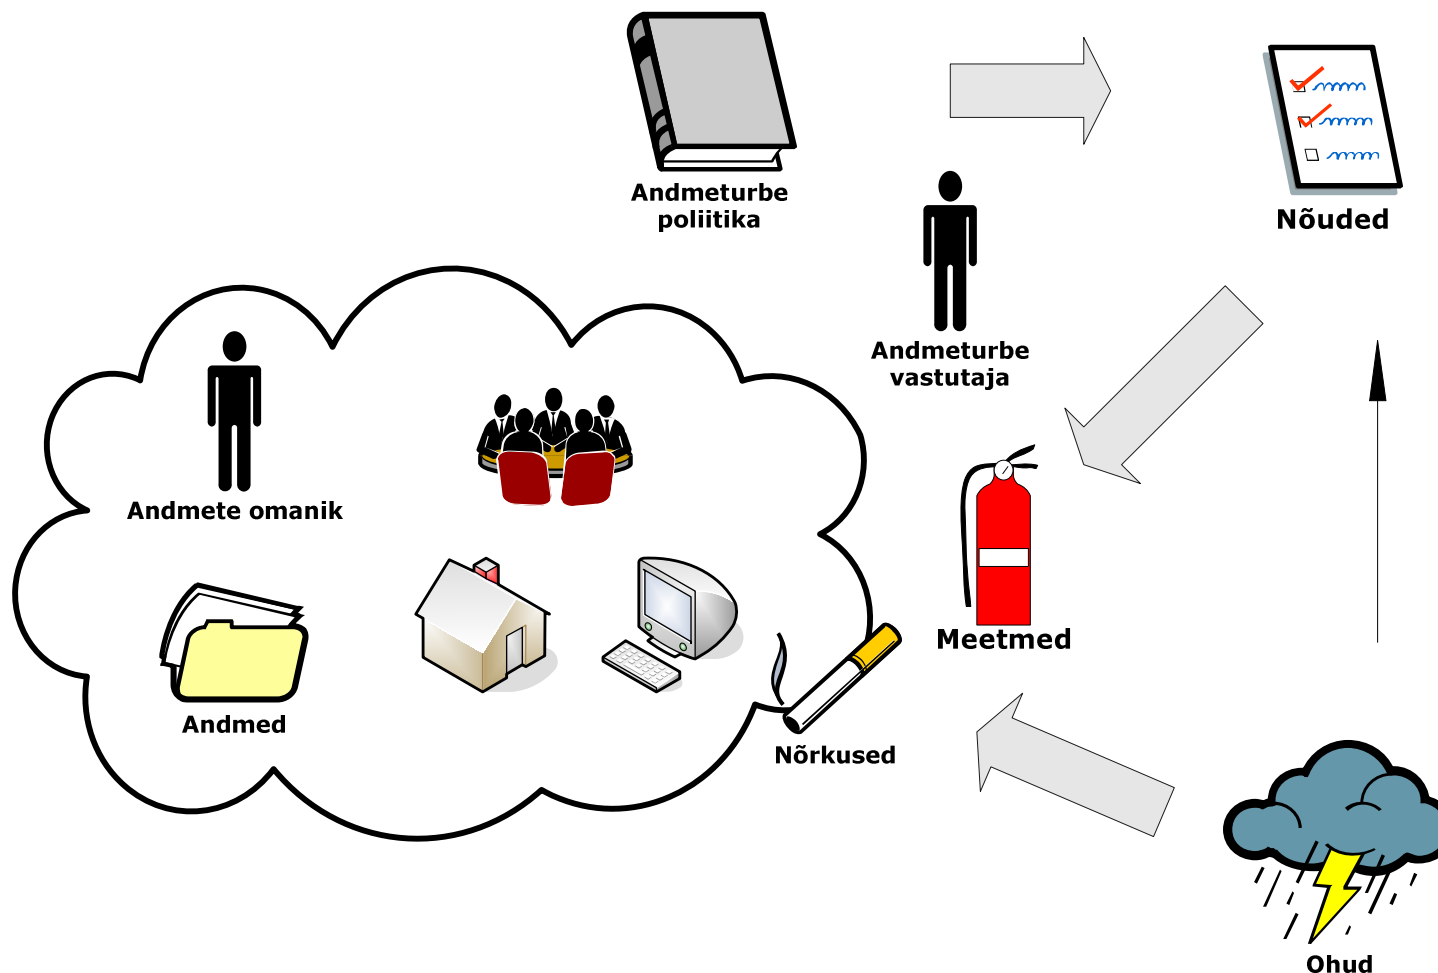 Andmeturbe
poliitika
Nõuded
Andmeturbe
vastutaja
Andmete omanik
Meetmed
Andmed
Nõrkused
Ohud